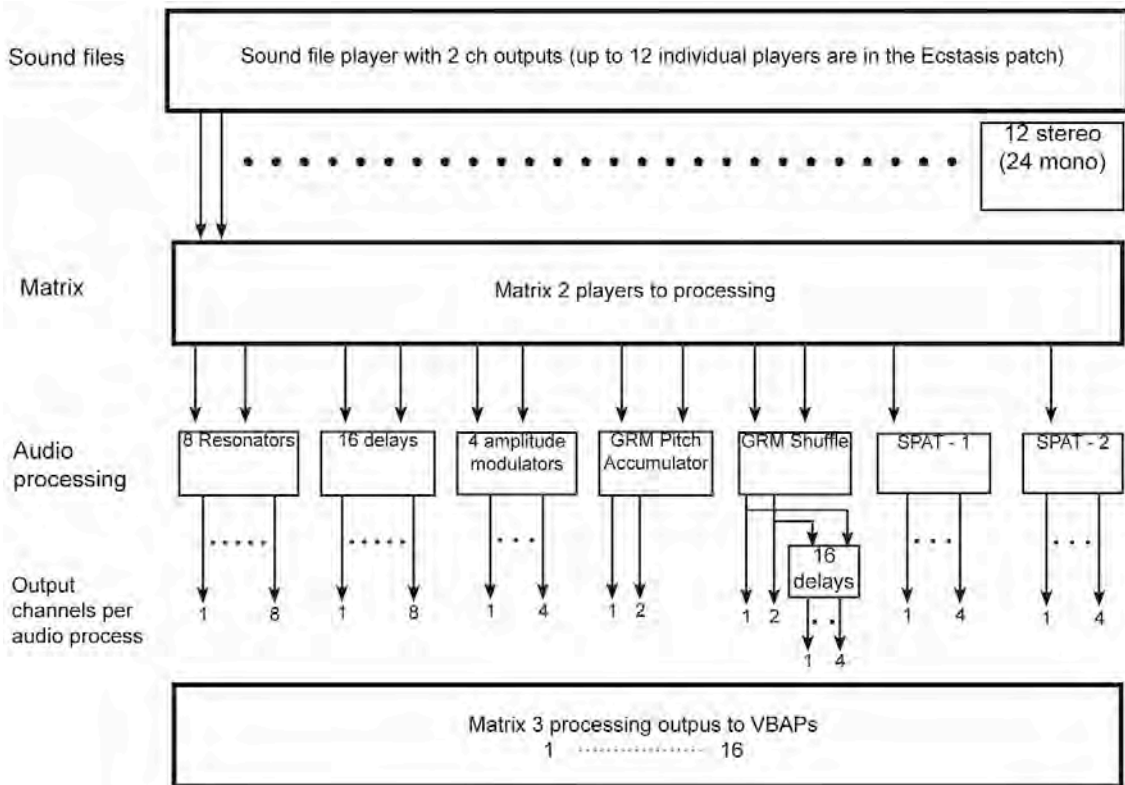 Sound files
Sound file player with 2 ch outputs (up to 12 individual players are in the Ecstasis patch)
12 stereo
(24 mono)
Matrix
Matrix 2 players to processing
Audio
processing
8 Resonators
16 delays
4 amplitude
modulators
GRM Pitch
Accumulator
GRM Shuffle
SPAT - 1
SPAT - 2
16
delays
Output
channels per
audio process
1 8 1 8 1 4 1 2 1 2 1 4 1 4
1 4
Matrix 3 processing outpus to VBAPs
1 ...................... 16